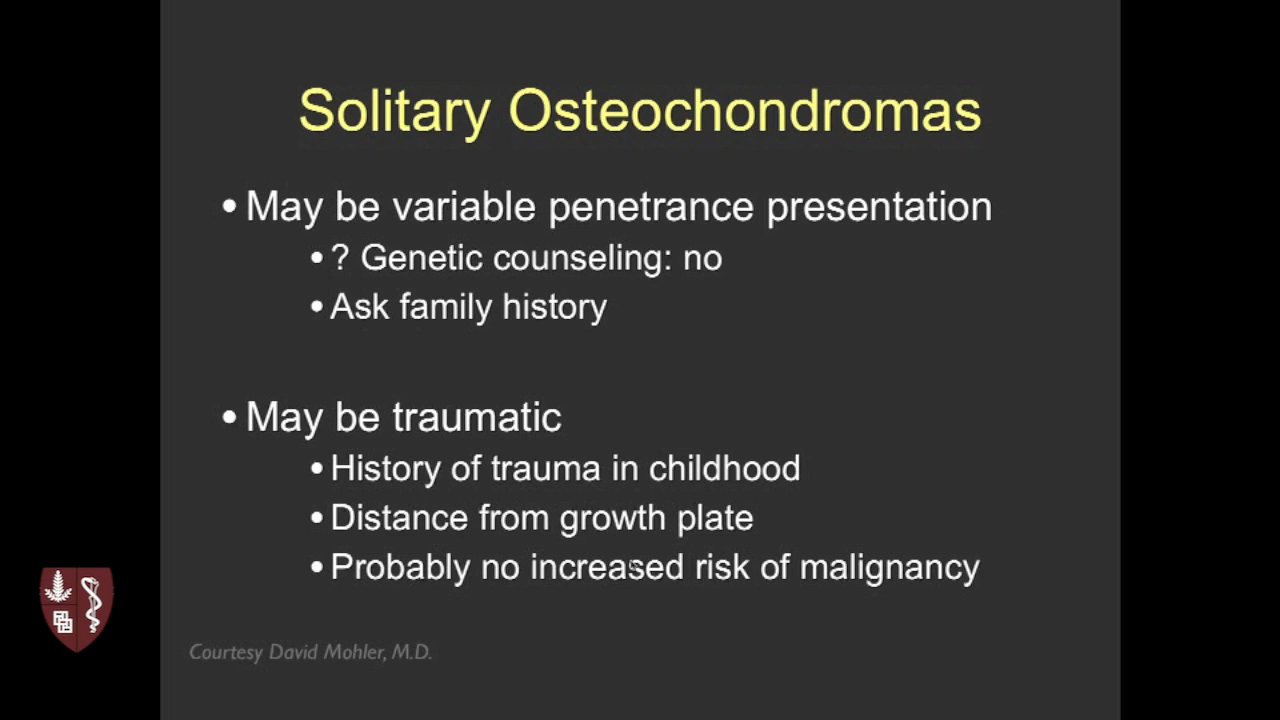 Solitary Osteochondromas
• May be variable penetrance presentation
• ? Genetic counseling: no
• Ask family history
• May be traumatic
• History of trauma in childhood
• Distance from growth plate
• Probably no increased risk of malignancy
Courtesy David Mohler, M.D.